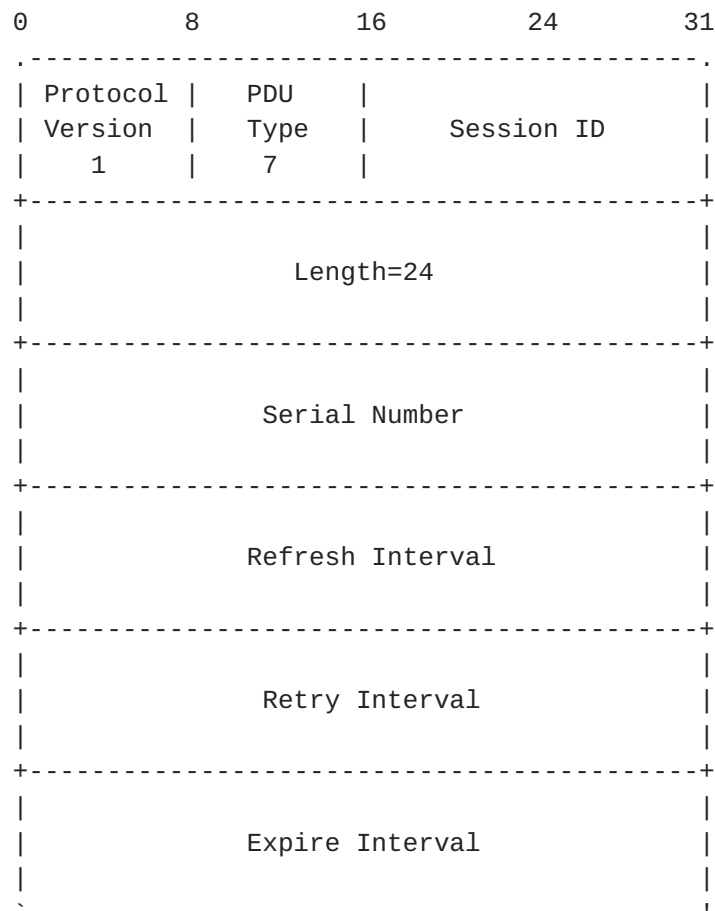 0          8          16         24        31
.-------------------------------------------.
| Protocol |   PDU    |                     |
| Version  |   Type   |     Session ID      |
|    1     |    7     |                     |
+-------------------------------------------+
|                                           |
|                 Length=24                 |
|                                           |
+-------------------------------------------+
|                                           |
|               Serial Number               |
|                                           |
+-------------------------------------------+
|                                           |
|              Refresh Interval             |
|                                           |
+-------------------------------------------+
|                                           |
|               Retry Interval              |
|                                           |
+-------------------------------------------+
|                                           |
|              Expire Interval              |
|                                           |
`-------------------------------------------'